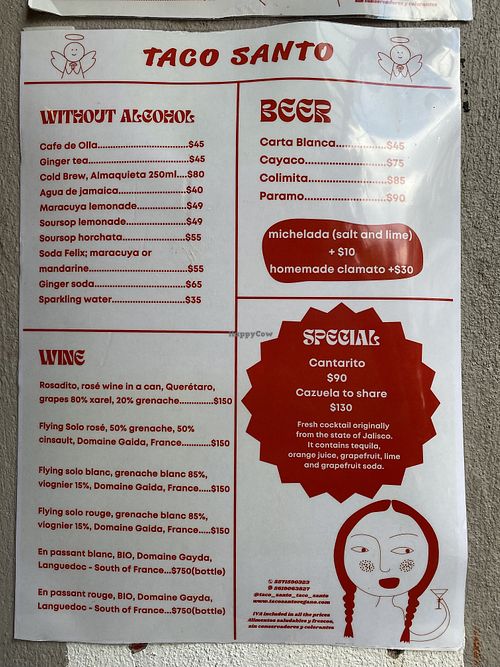 TACO SANTO
WITHOUT ALCOHOL
Cafe de Olla...............................$45
Ginger tea..................................$45
Cold Brew, Almaquieta 250ml....$80
Agua de jamaica.......................$40
Maracuya lemonade................$49
Soursop lemonade...................$49
Soursop horchata.....................$55
Soda Felix; maracuya or
mandarine.................................$55
Ginger soda..............................$65
Sparkling water........................$35
WINE
Rosadito, rosé wine in a can, Querétaro,
grapes 80% xarel, 20% grenache.............$150
Flying Solo rosé, 50% grenache, 50%
cinsault, Domaine Gaida, France...........$150
Flying solo blanc, grenache blanc 85%,
viognier 15%, Domaine Gaida, France.....$150
Flying solo rouge, grenache blanc 85%,
viognier 15%, Domaine Gaida, France.....$150
En passant blanc, BIO, Domaine Gayda,
Languedoc - South of France...$750(bottle)
En passant rouge, BIO, Domaine Gayda,
Languedoc - South of France...$750(bottle)
BEER
Carta Blanca................$45
Cayaco.........................$75
Colimita.......................$85
Paramo.........................$90
michelada (salt and lime)
+ $10
homemade clamato +$30
SPECIAL
Cantarito
$90
Cazuela to share
$130
Fresh cocktail originally
from the state of Jalisco.
It contains tequila,
orange juice, grapefruit, lime
and grapefruit soda.
@taco_santo_taco_santo
www.tacosantovegano.com
IVA included in all the prices
Alimentos saludables y frescos,
sin conservadores y colorantes
HappyCow